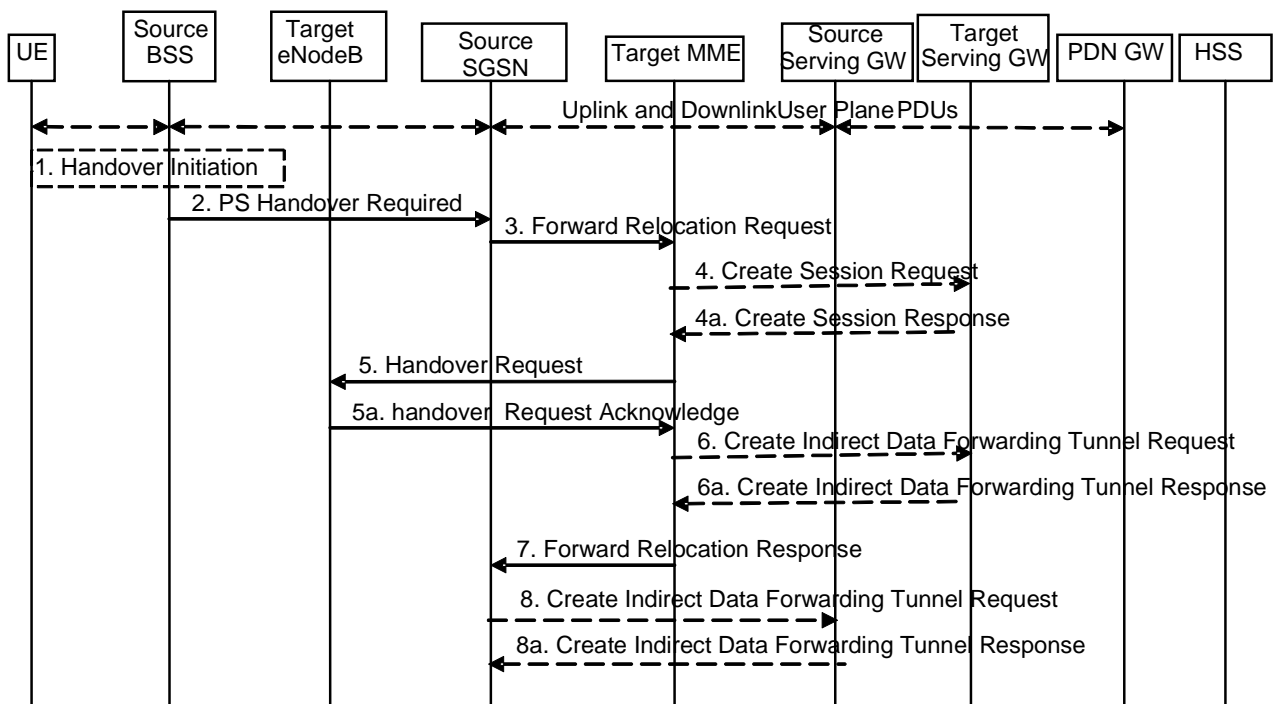 UE
Source
BSS
Target
eNodeB
Source
SGSN
Target MME
Source
Serving GW
Target
Serving GW
PDN GW
HSS
Uplink and DownlinkUser Plane PDUs
1. Handover Initiation
2. PS Handover Required
3. Forward Relocation Request
4. Create Session Request
4a. Create Session Response
5. Handover Request
5a. handover Request Acknowledge
6. Create Indirect Data Forwarding Tunnel Request
6a. Create Indirect Data Forwarding Tunnel Response
7. Forward Relocation Response
8. Create Indirect Data Forwarding Tunnel Request
8a. Create Indirect Data Forwarding Tunnel Response